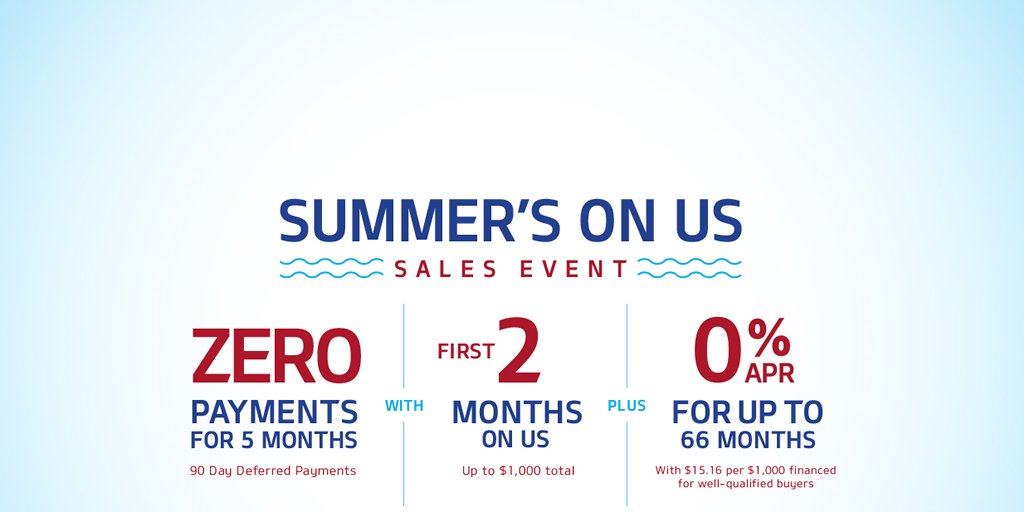 SUMMER'S ON US
SALES EVENT
ZERO
PAYMENTS
FOR 5 MONTHS
90 Day Deferred Payments
WITH
FIRST 2
MONTHS
ON US
Up to $1,000 total
PLUS
0% APR
FOR UP TO
66 MONTHS
With $15.16 per $1,000 financed
for well-qualified buyers